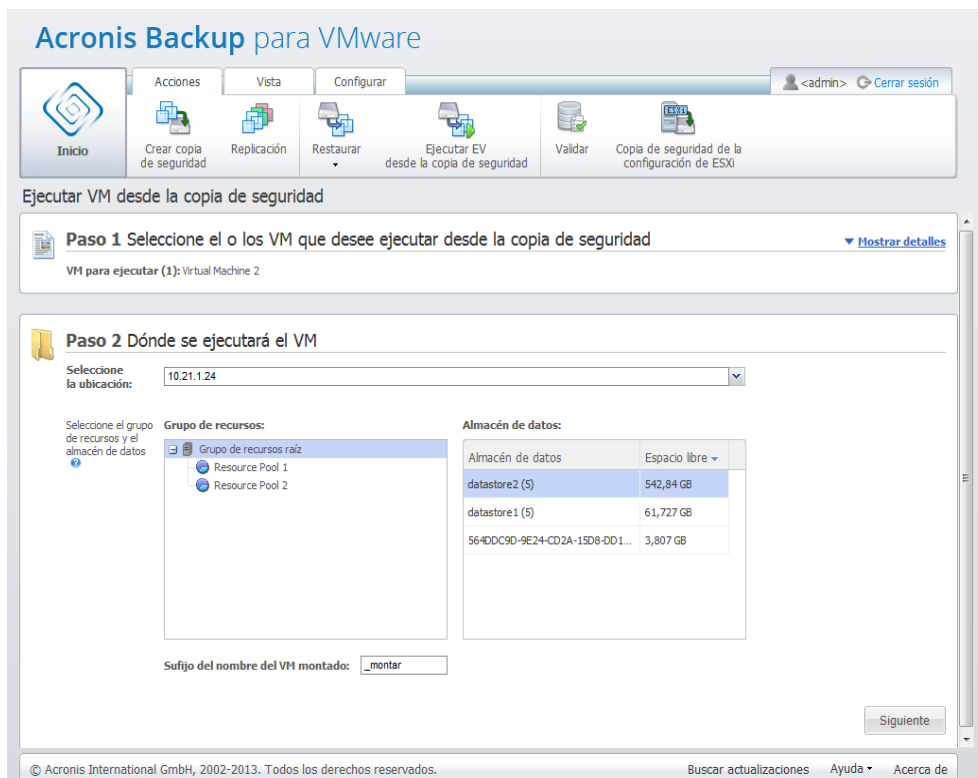 Acronis Backup para VMware
Acciones
Vista
Configurar
<admin>
Cerrar sesión
Inicio
Crear copia
de seguridad
Replicación
Restaurar
Ejecutar EV
desde la copia de seguridad
Validar
ESXi
Copia de seguridad de la
configuración de ESXi
Ejecutar VM desde la copia de seguridad
Paso 1 Seleccione el o los VM que desee ejecutar desde la copia de seguridad
Mostrar detalles
VM para ejecutar (1): Virtual Machine 2
Paso 2 Dónde se ejecutará el VM
Seleccione
la ubicación:
10.21.1.24
Seleccione el grupo
de recursos y el
almacén de datos
Grupo de recursos:
Grupo de recursos raíz
Resource Pool 1
Resource Pool 2
Almacén de datos:
Almacén de datos
Espacio libre
datastore2 (5)
542,84 GB
datastore1 (5)
61,727 GB
564DDC9D-9E24-CD2A-15D8-DD1...
3,807 GB
Sufijo del nombre del VM montado:
_montar
Siguiente
© Acronis International GmbH, 2002-2013. Todos los derechos reservados.
Buscar actualizaciones
Ayuda
Acerca de